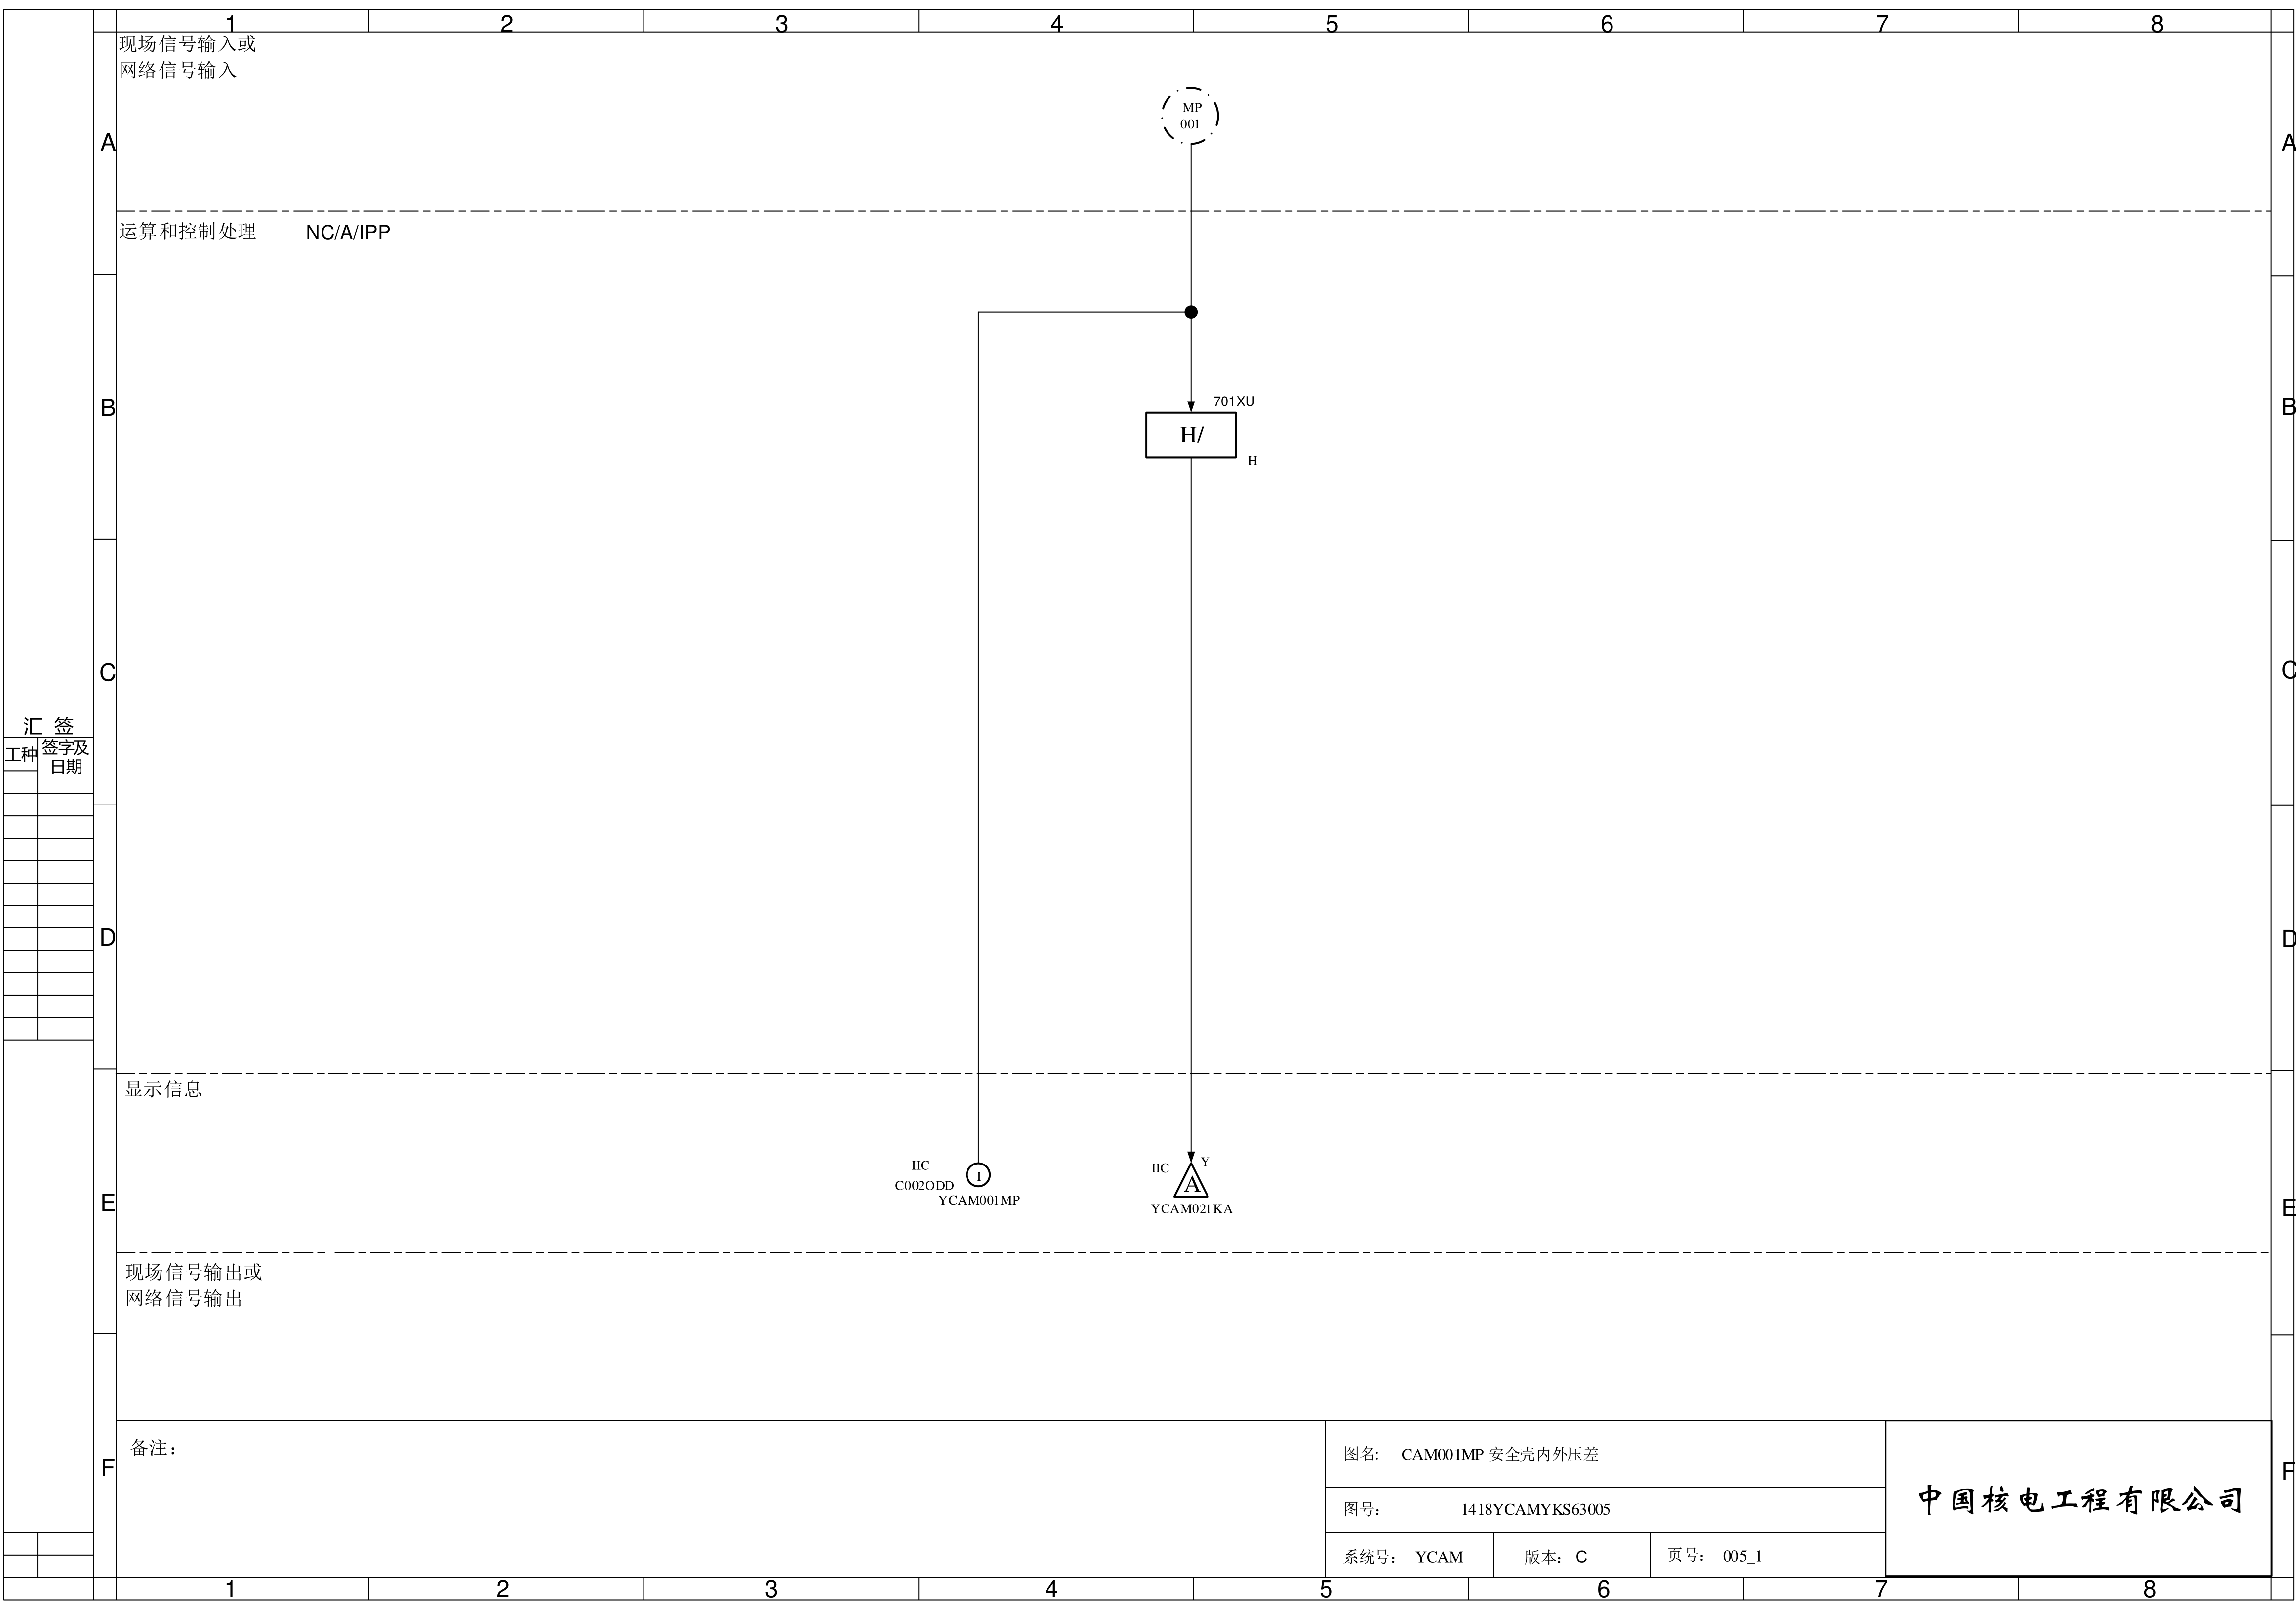 1 2 3 4 5 6 7 8
现场信号输入或
网络信号输入
MP
001
A A
运算和控制处理 NC/A/IPP
701XU
B B
H/
H
C C
汇 签
工种 签字及
日期
D D
显示信息
IIC I
C002ODD
YCAM001MP
IIC Y
A
YCAM021KA
E E
现场信号输出或
网络信号输出
备注：
F F
图名: CAM001MP 安全壳内外压差
图号： 1418YCAMYKS63005
系统号： YCAM 版本： C 页号： 005_1
中国核电工程有限公司
1 2 3 4 5 6 7 8